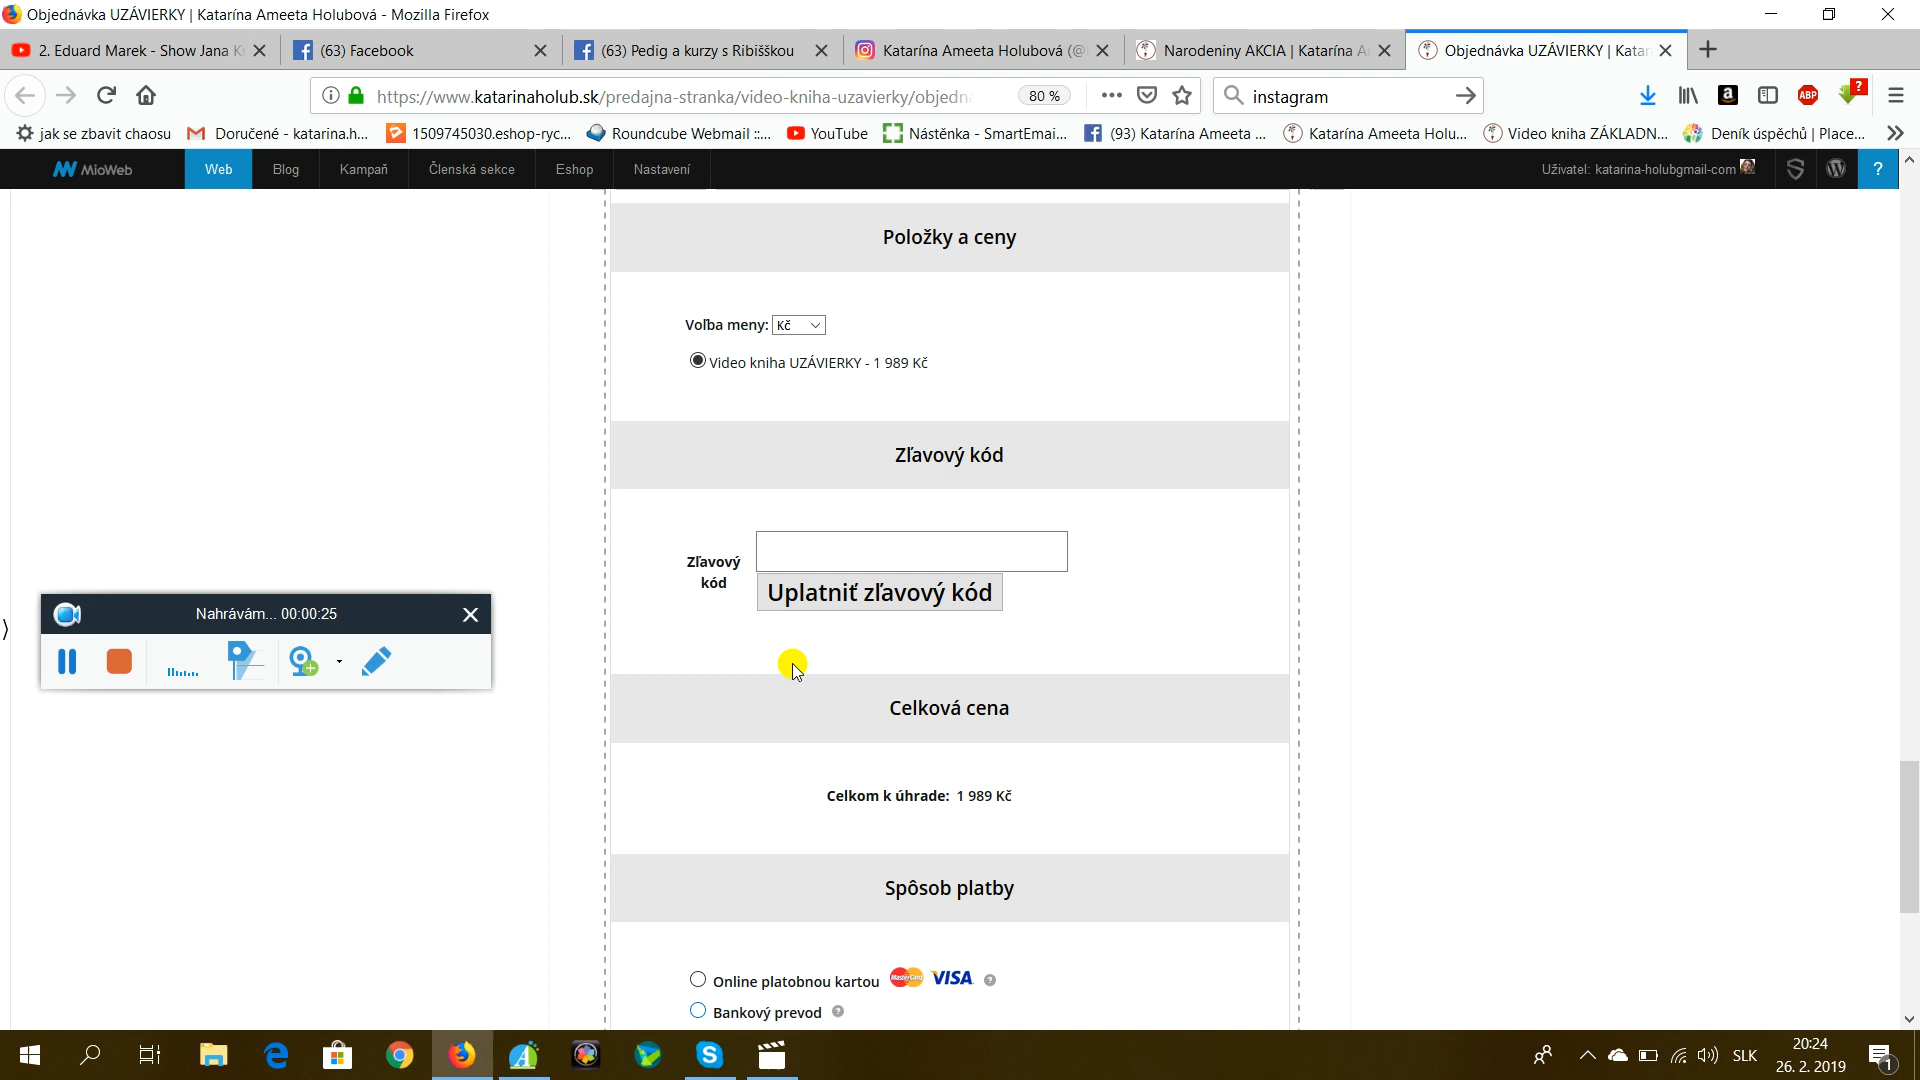 Objednávka UZÁVIERKY | Katarína Ameeta Holubová - Mozilla Firefox
2. Eduard Marek - Show Jana K
(63) Facebook
(63) Pedig a kurzy s Ribišškou
Katarína Ameeta Holubová (@
Narodeniny AKCIA | Katarína A
Objednávka UZÁVIERKY | Katar
https://www.katarinaholub.sk/predajna-stranka/video-kniha-uzavierky/objedn
80 %
instagram
ABP
?
jak se zbavit chaosu
Doručené - katarina.h...
1509745030.eshop-ryc...
Roundcube Webmail ::...
YouTube
Nástěnka - SmartEmai...
(93) Katarína Ameeta ...
Katarína Ameeta Holu...
Video kniha ZÁKLADN...
Deník úspěchů | Place...
MioWeb
Web
Blog
Kampaň
Členská sekce
Eshop
Nastavení
Uživatel: katarina-holubgmail-com
?
Položky a ceny
Voľba meny: Kč
Video kniha UZÁVIERKY - 1 989 Kč
Zľavový kód
Zľavový
kód
Uplatniť zľavový kód
Nahrávám... 00:00:25
Celková cena
Celkom k úhrade: 1 989 Kč
Spôsob platby
Online platobnou kartou MasterCard VISA ?
Bankový prevod ?
SLK
20:24
26. 2. 2019
1